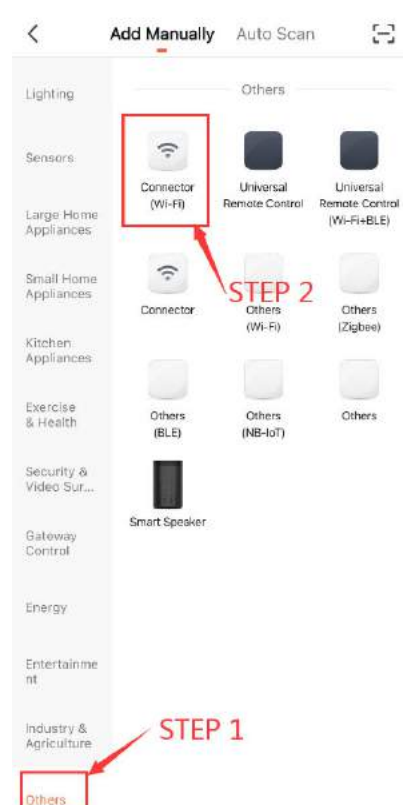 Add Manually
Auto Scan
Lighting
Sensors
Large Home
Appliances
Small Home
Appliances
Kitchen
Appliances
Exercise
& Health
Security &
Video Sur...
Gateway
Control
Energy
Entertainme
nt
Industry &
Agriculture
Others
Others
Connector
(Wi-Fi)
Universal
Remote Control
Universal
Remote Control
(Wi-Fi+BLE)
STEP 2
Connector
Others
(Wi-Fi)
Others
(Zigbee)
Others
(BLE)
Others
(NB-IoT)
Others
Smart Speaker
STEP 1